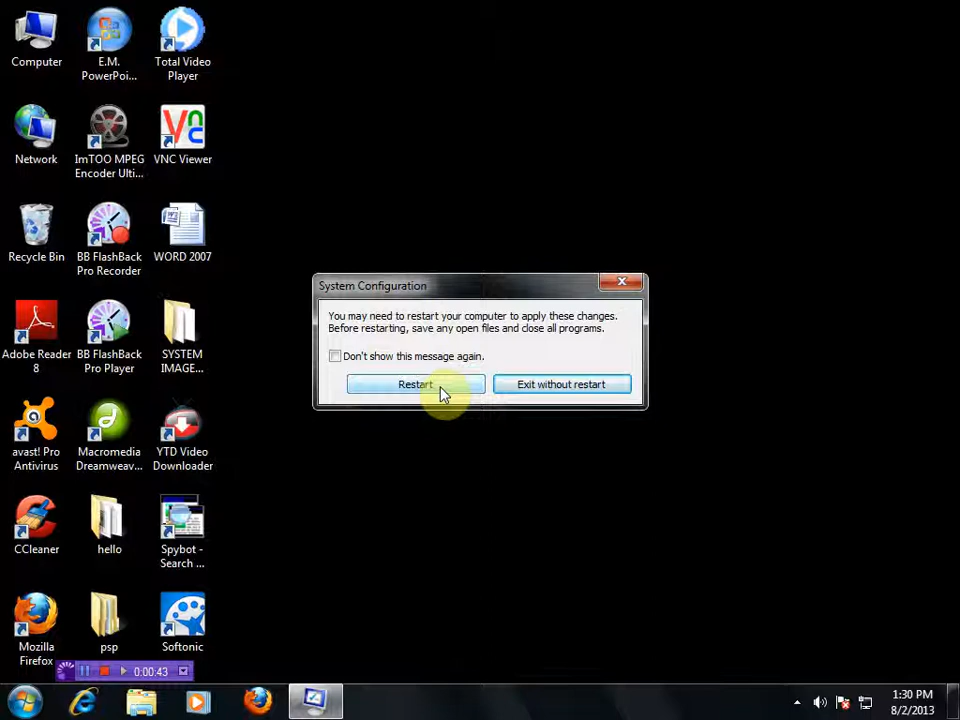 Computer
E.M.
PowerPoi...
Total Video
Player
Network
ImTOO MPEG
Encoder Ulti...
VNC Viewer
Recycle Bin
BB FlashBack
Pro Recorder
WORD 2007
Adobe Reader
8
BB FlashBack
Pro Player
SYSTEM
IMAGE...
avast! Pro
Antivirus
Macromedia
Dreamweav...
YTD Video
Downloader
CCleaner
hello
Spybot -
Search ...
Mozilla
Firefox
psp
Softonic
System Configuration
You may need to restart your computer to apply these changes.
Before restarting, save any open files and close all programs.
Don't show this message again.
Restart
Exit without restart
0:00:43
1:30 PM
8/2/2013